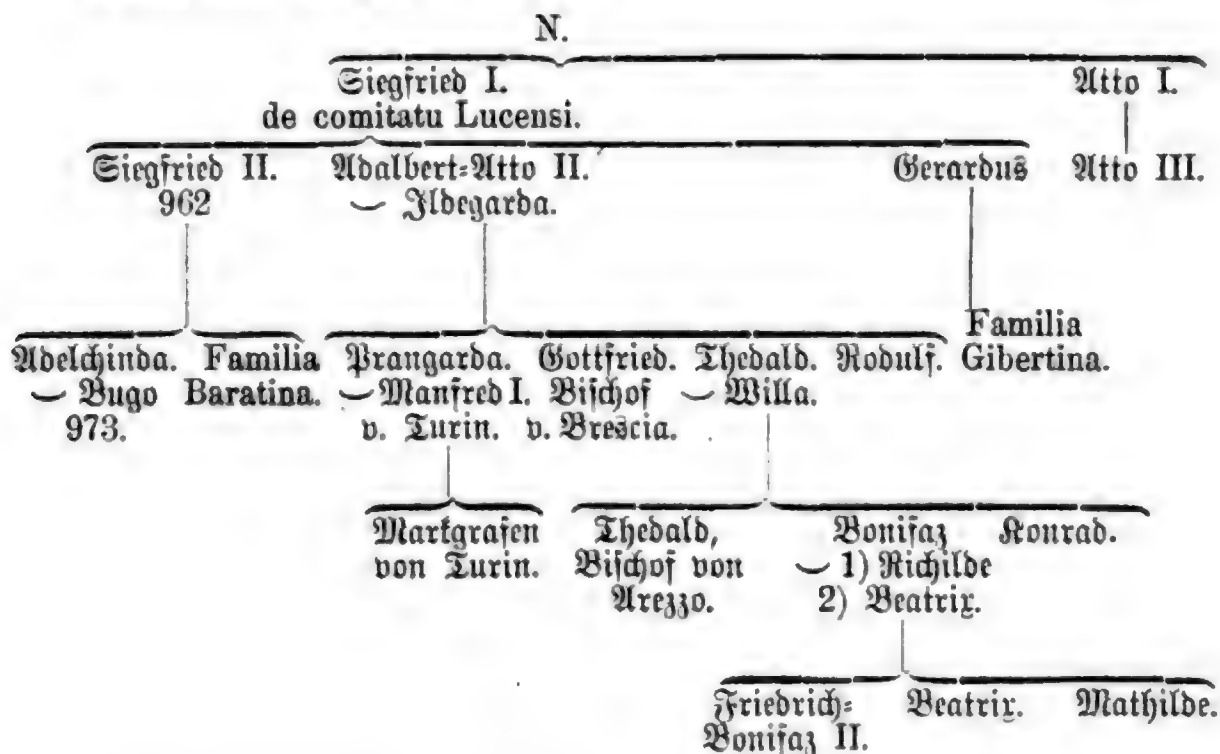 N.
Siegfried I. Atto I.
de comitatu Lucensi.
Siegfried II. Adalbert=Atto II. Gerardus Atto III.
962 ⌣ Ildegarda.
Familia
Adelchinda. Familia Prangarda. Gottfried. Thedald. Rodulf. Gibertina.
⌣ Bugo Baratina. ⌣ Manfred I. Bischof ⌣ Willa.
973. v. Turin. v. Brescia.
Markgrafen Thedald, Bonifaz Konrad.
von Turin. Bischof von ⌣ 1) Richilde
Arezzo. 2) Beatrix.
Friedrich= Beatrix. Mathilde.
Bonifaz II.